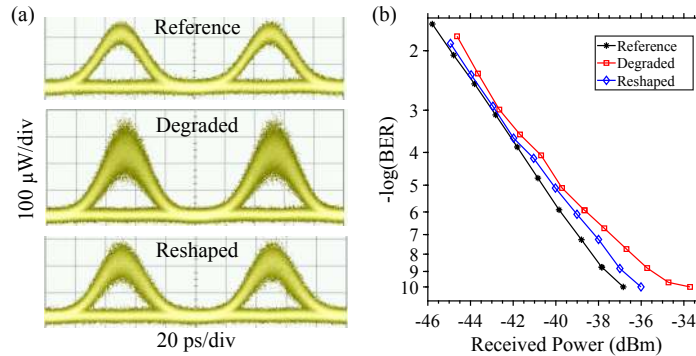 (a)
Reference
Degraded
Reshaped
100 µW/div
20 ps/div
(b)
Reference
Degraded
Reshaped
-log(BER)
2
3
4
5
6
7
8
9
10
-46 -44 -42 -40 -38 -36 -34
Received Power (dBm)